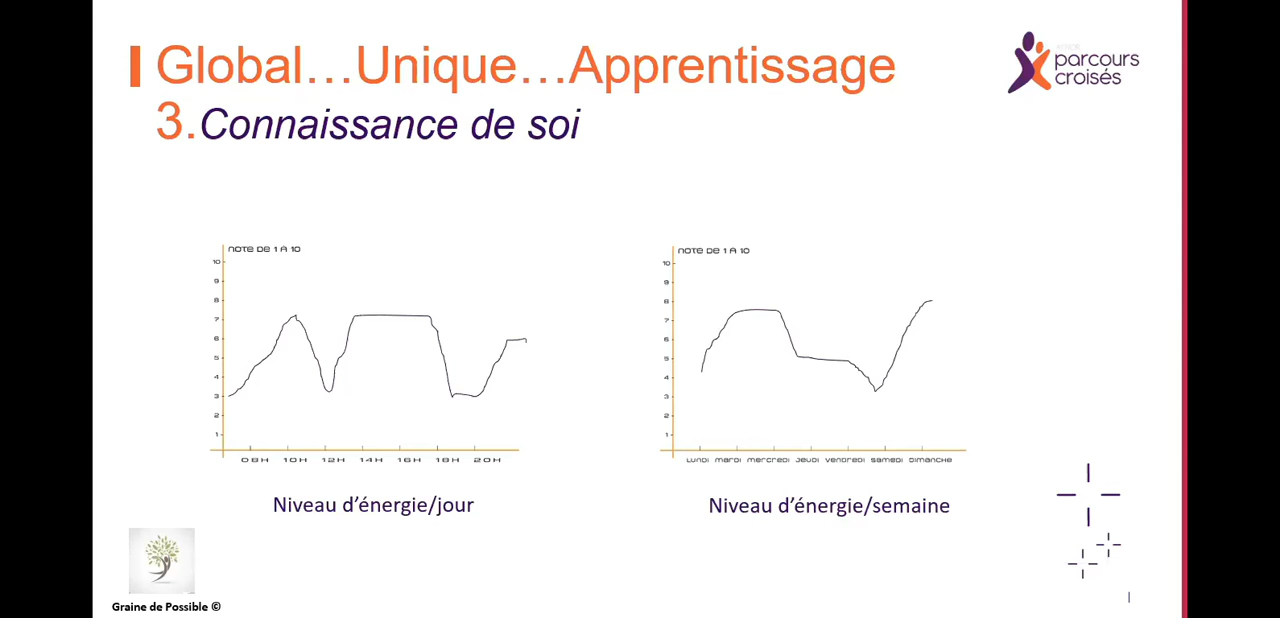 Global…Unique…Apprentissage
parcours
croisés
3.Connaissance de soi
NOTE DE 1 À 10
10
9
8
7
6
5
4
3
2
1
08H 10H 12H 14H 16H 18H 20H
Niveau d’énergie/jour
NOTE DE 1 À 10
10
9
8
7
6
5
4
3
2
1
LUNDI MARDI MERCREDI JEUDI VENDREDI SAMEDI DIMANCHE
Niveau d’énergie/semaine
Graine de Possible ©